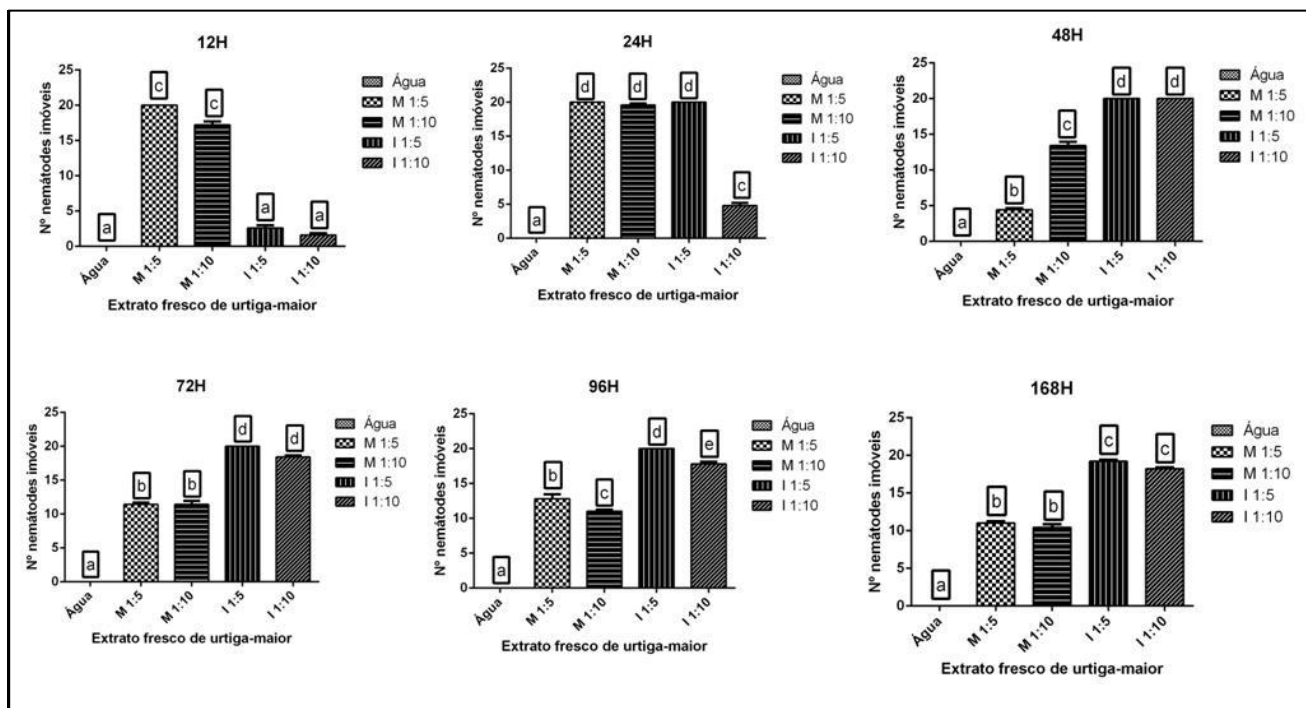 12H
Nº nemátodes imóveis
25
20
15
10
5
0
a
c
c
a
a
Água
M 1:5
M 1:10
I 1:5
I 1:10
Extrato fresco de urtiga-maior
Água
M 1:5
M 1:10
I 1:5
I 1:10
24H
Nº nemátodes imóveis
25
20
15
10
5
0
a
d
d
d
c
Água
M 1:5
M 1:10
I 1:5
I 1:10
Extrato fresco de urtiga-maior
Água
M 1:5
M 1:10
I 1:5
I 1:10
48H
Nº nemátodes imóveis
25
20
15
10
5
0
a
b
c
d
d
Água
M 1:5
M 1:10
I 1:5
I 1:10
Extrato fresco de urtiga-maior
Água
M 1:5
M 1:10
I 1:5
I 1:10
72H
Nº nemátodes imóveis
25
20
15
10
5
0
a
b
b
d
d
Água
M 1:5
M 1:10
I 1:5
I 1:10
Extrato fresco de urtiga-maior
Água
M 1:5
M 1:10
I 1:5
I 1:10
96H
Nº nemátodes imóveis
25
20
15
10
5
0
a
b
c
d
e
Água
M 1:5
M 1:10
I 1:5
I 1:10
Extrato fresco de urtiga-maior
Água
M 1:5
M 1:10
I 1:5
I 1:10
168H
Nº nemátodes imóveis
25
20
15
10
5
0
a
b
b
c
c
Água
M 1:5
M 1:10
I 1:5
I 1:10
Extrato fresco de urtiga-maior
Água
M 1:5
M 1:10
I 1:5
I 1:10